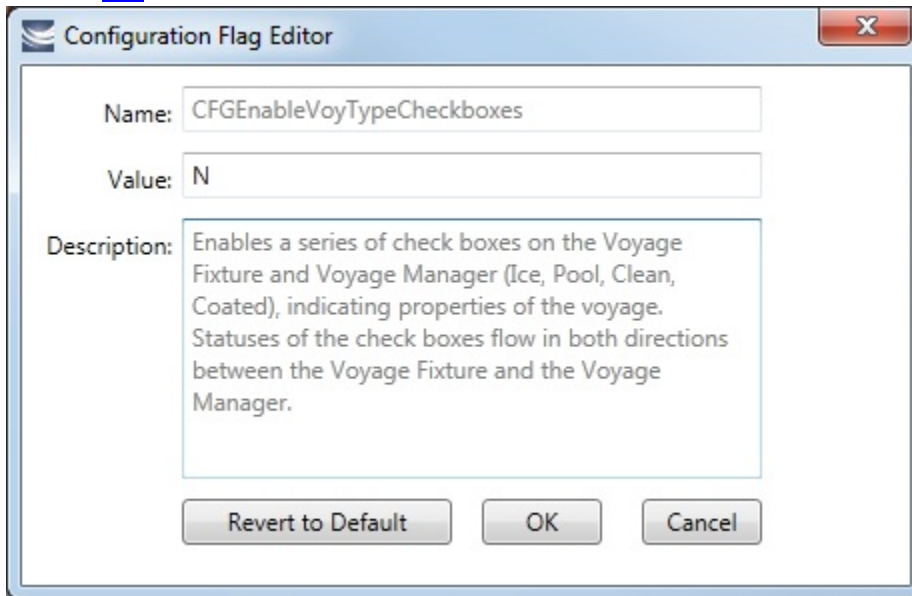 Configuration Flag Editor
Name: CFGEnableVoyTypeCheckboxes
Value: N
Description: Enables a series of check boxes on the Voyage
Fixture and Voyage Manager (Ice, Pool, Clean,
Coated), indicating properties of the voyage.
Statuses of the check boxes flow in both directions
between the Voyage Fixture and the Voyage
Manager.
Revert to Default OK Cancel